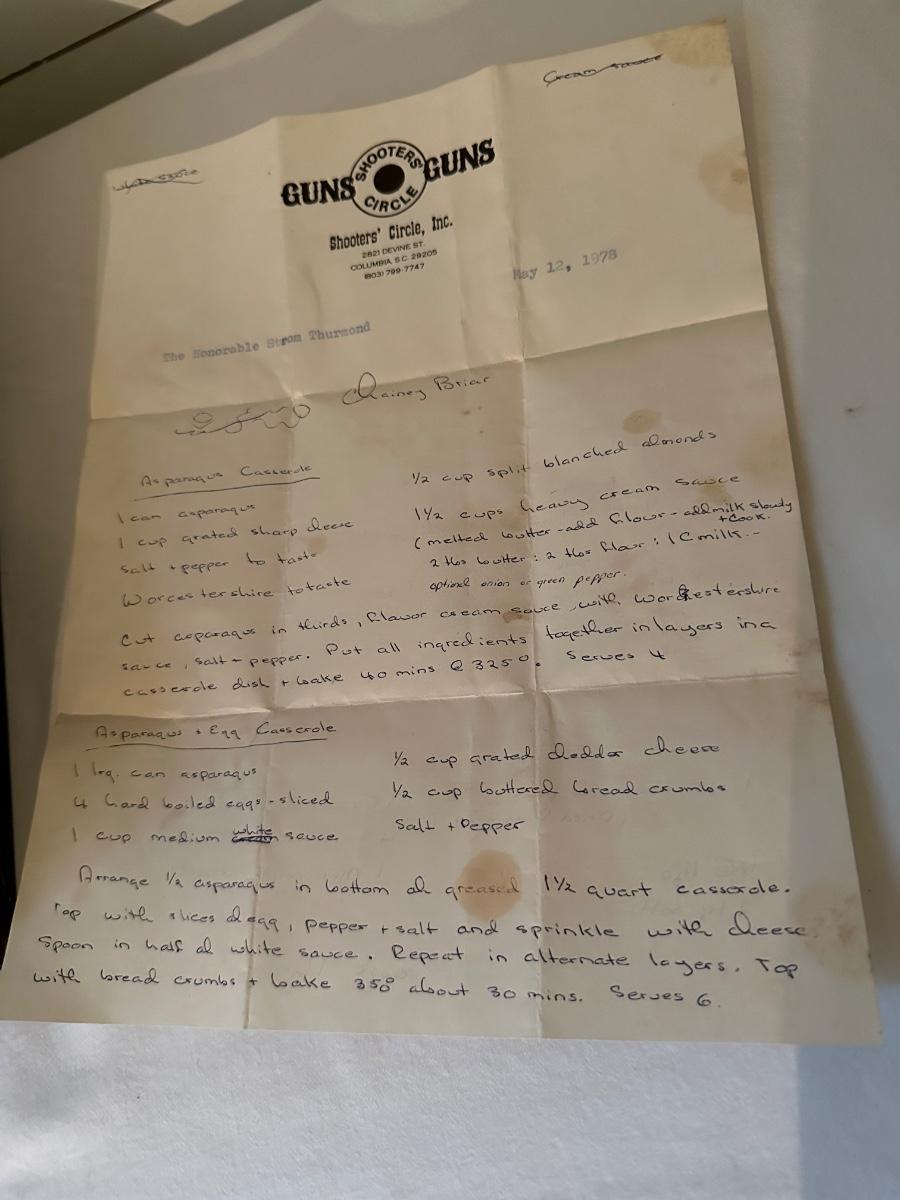 Cream sauce
GUNS SHOOTERS' CIRCLE GUNS
Shooters' Circle, Inc.
2821 DEVINE ST.
COLUMBIA, S.C. 29205
(803) 799-7747
May 12, 1978
The Honorable Strom Thurmond
Chainey Briar
Asparagus Casserole
1 can asparagus
1 cup grated sharp cheese
Salt + pepper to taste
Worcestershire to taste
1/2 cup split blanched almonds
1 1/2 cups heavy cream sauce
(melted butter - add flour - add milk slowly
+ cook.
2 tbs butter : 2 tbs flour : 1 C milk. -
optional onion or green pepper.
Cut asparagus in thirds, flavor cream sauce with Worchestershire
sauce, salt + pepper. Put all ingredients together in layers in a
casserole dish + bake 40 mins @ 325°. Serves 4
Asparagus + Egg Casserole
1 lrg. can asparagus
4 hard boiled eggs - sliced
1 cup medium white sauce
1/2 cup grated cheddar cheese
1/2 cup buttered bread crumbs
Salt + Pepper
Arrange 1/2 asparagus in bottom of greased 1 1/2 quart casserole.
Top with slices of egg, pepper + salt and sprinkle with cheese.
Spoon in half of white sauce. Repeat in alternate layers. Top
with bread crumbs + bake 350° about 30 mins. Serves 6.